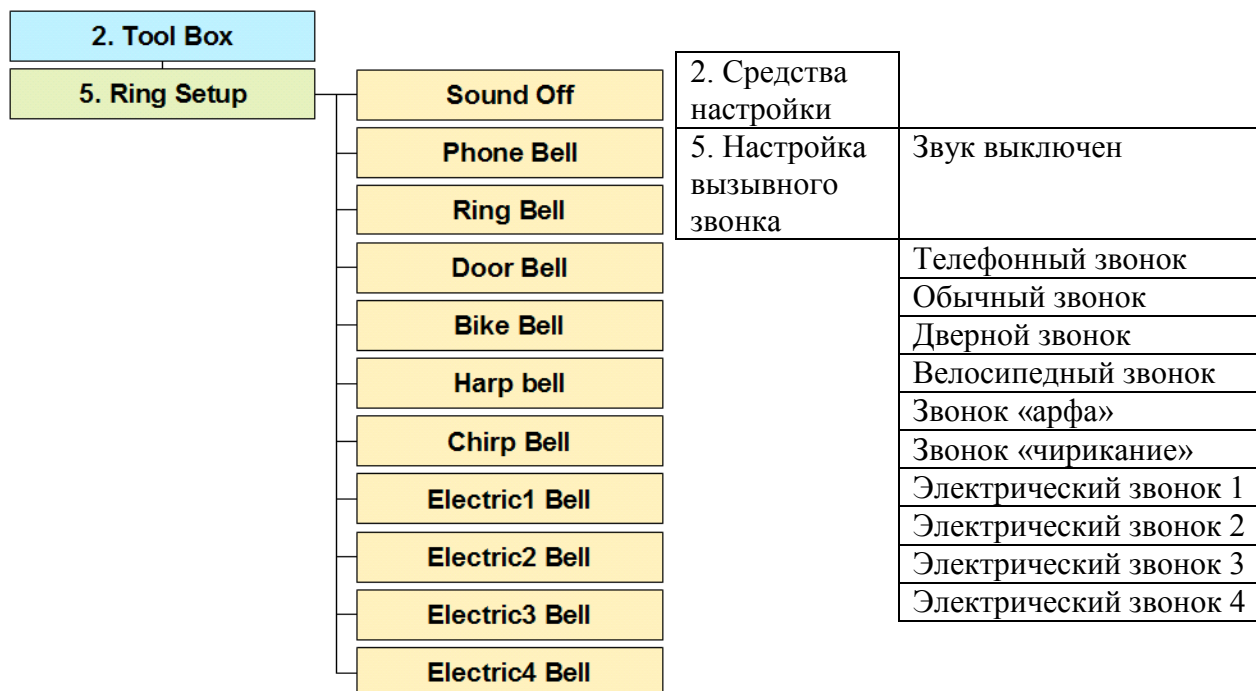 2. Tool Box
5. Ring Setup
Sound Off
Phone Bell
Ring Bell
Door Bell
Bike Bell
Harp bell
Chirp Bell
Electric1 Bell
Electric2 Bell
Electric3 Bell
Electric4 Bell
2. Средства
настройки
5. Настройка
вызывного
звонка
Звук выключен
Телефонный звонок
Обычный звонок
Дверной звонок
Велосипедный звонок
Звонок «арфа»
Звонок «чирикание»
Электрический звонок 1
Электрический звонок 2
Электрический звонок 3
Электрический звонок 4